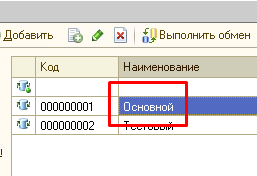 Добавить Выполнить обмен
Код Наименование
000000001 Основной
000000002 Тестовый